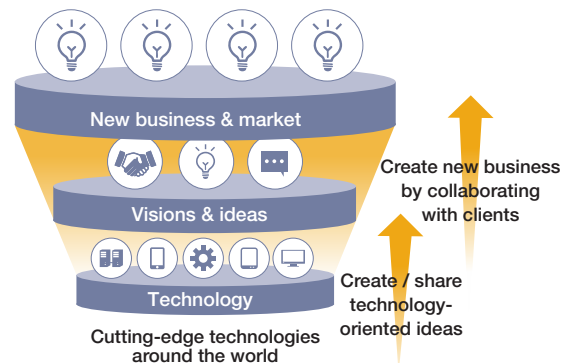 New business & market
Visions & ideas
Technology
Cutting-edge technologies
around the world
Create new business
by collaborating
with clients
Create / share
technology-
oriented ideas